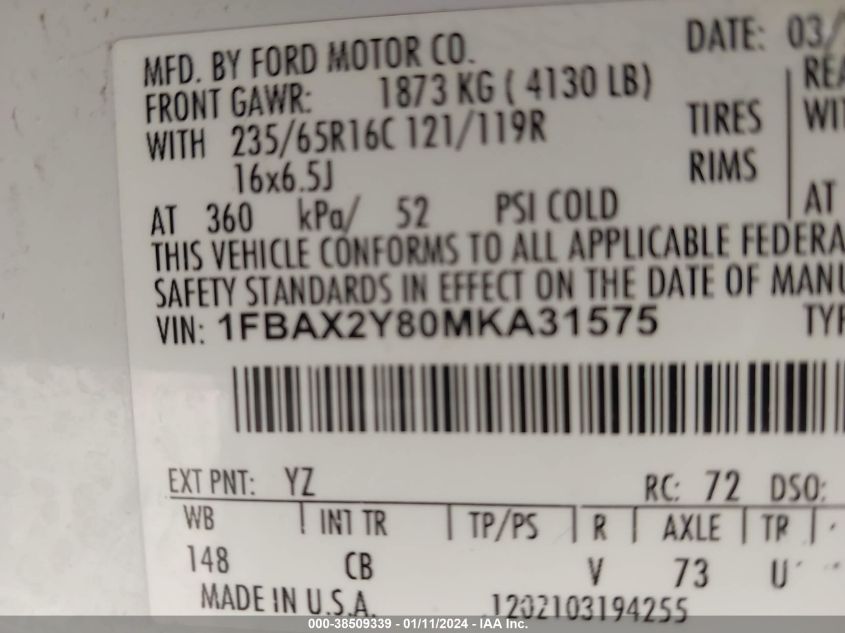 MFD. BY FORD MOTOR CO. DATE: 03/
FRONT GAWR: 1873 KG ( 4130 LB)
WITH 235/65R16C 121/119R TIRES
16x6.5J RIMS
AT 360 kPa/ 52 PSI COLD AT
THIS VEHICLE CONFORMS TO ALL APPLICABLE
SAFETY STANDARDS IN EFFECT ON THE DATE OF
VIN: 1FBAX2Y80MKA31575
EXT PNT: YZ RC: 72 DSO:
WB INT TR TP/PS R AXLE TR
148 CB V 73 U
MADE IN U.S.A. 1202103194255
000-38509339 - 01/11/2024 - IAA Inc.